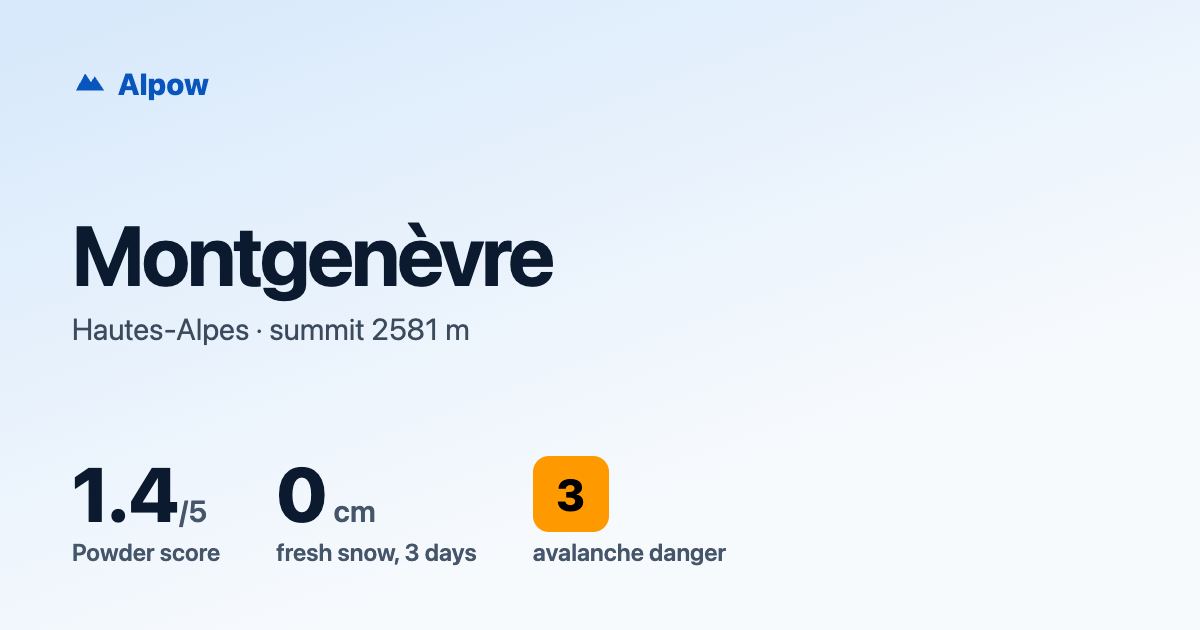 Alpow
Montgenèvre
Hautes-Alpes · summit 2581 m
1.4/5
Powder score
0 cm
fresh snow, 3 days
3
avalanche danger